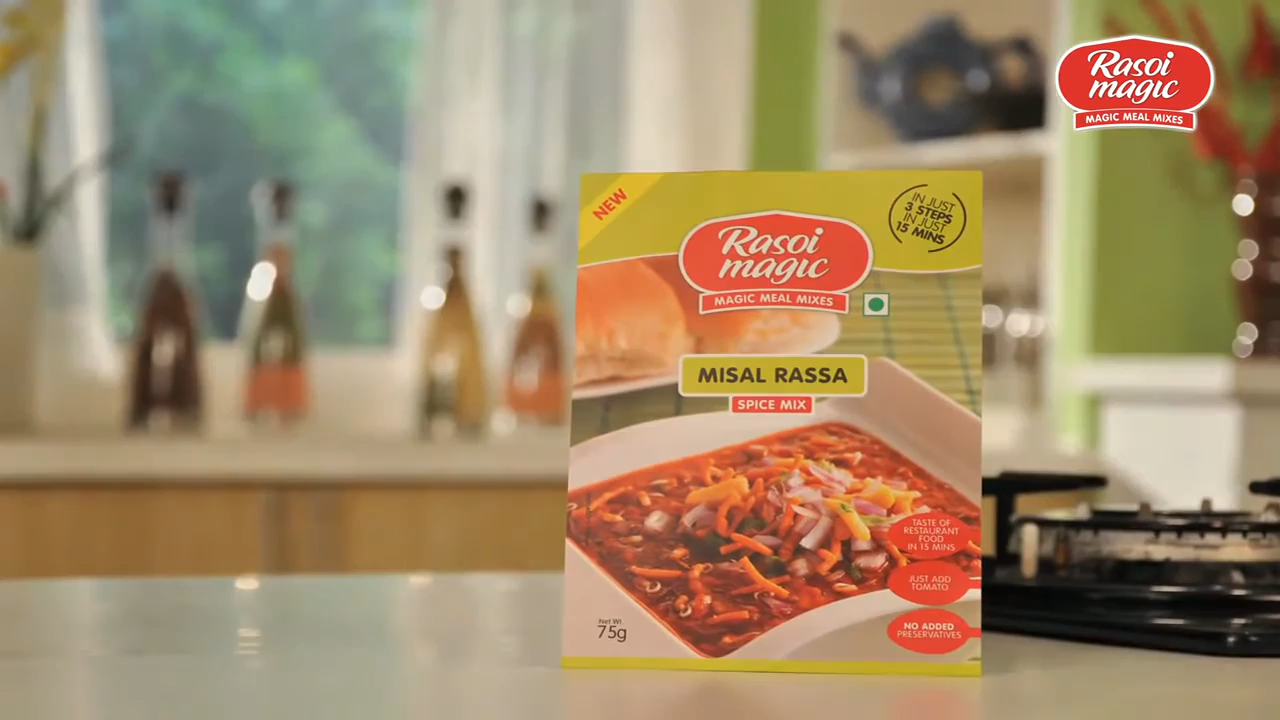 Rasoi
magic
MAGIC MEAL MIXES
NEW
IN JUST
3 STEPS
IN JUST
15 MINS
Rasoi
magic
MAGIC MEAL MIXES
MISAL RASSA
SPICE MIX
TASTE OF
RESTAURANT
FOOD
IN 15 MINS
JUST ADD
TOMATO
NO ADDED
PRESERVATIVES
Net Wt.
75g